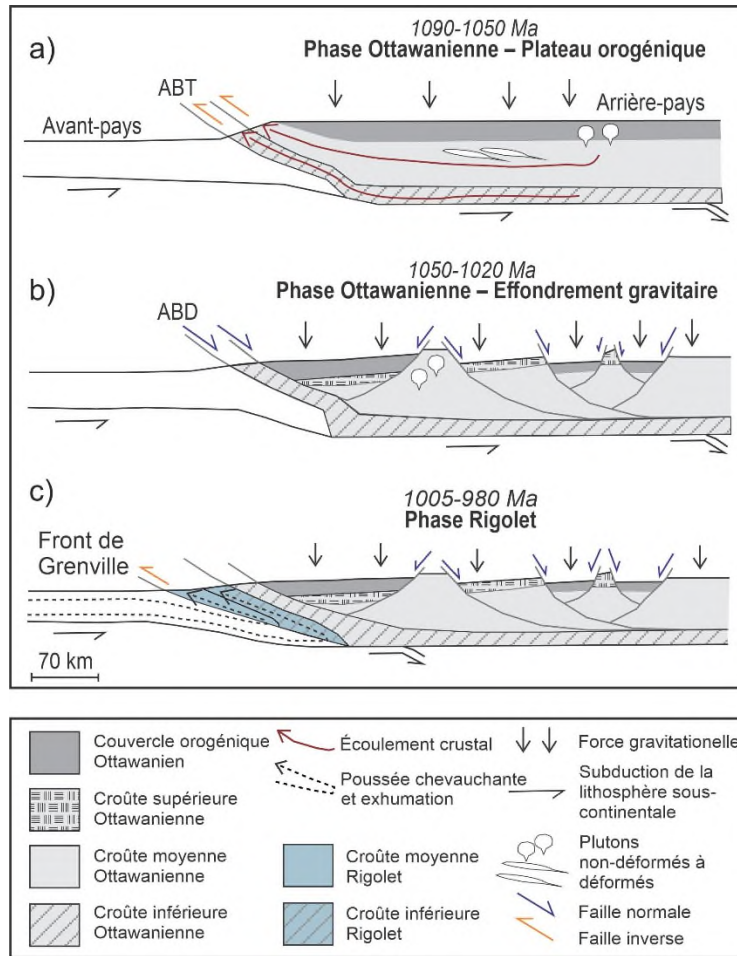 a)
1090-1050 Ma
Phase Ottawanienne – Plateau orogénique
ABT
Avant-pays
Arrière-pays
b)
1050-1020 Ma
Phase Ottawanienne – Effondrement gravitaire
ABD
c)
1005-980 Ma
Phase Rigolet
Front de
Grenville
70 km
Couvercle orogénique
Ottawanien
Croûte supérieure
Ottawanienne
Croûte moyenne
Ottawanienne
Croûte inférieure
Ottawanienne
Écoulement crustal
Poussée chevauchante
et exhumation
Croûte moyenne
Rigolet
Croûte inférieure
Rigolet
Force gravitationelle
Subduction de la
lithosphère sous-
continentale
Plutons
non-déformés à
déformés
Faille normale
Faille inverse